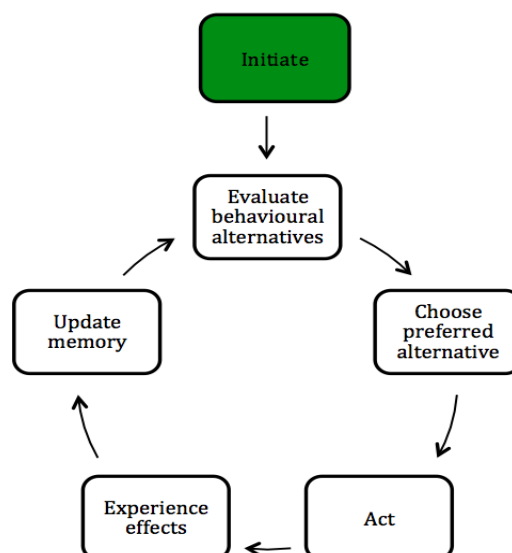 Initiate
Evaluate
behavioural
alternatives
Choose
preferred
alternative
Act
Experience
effects
Update
memory